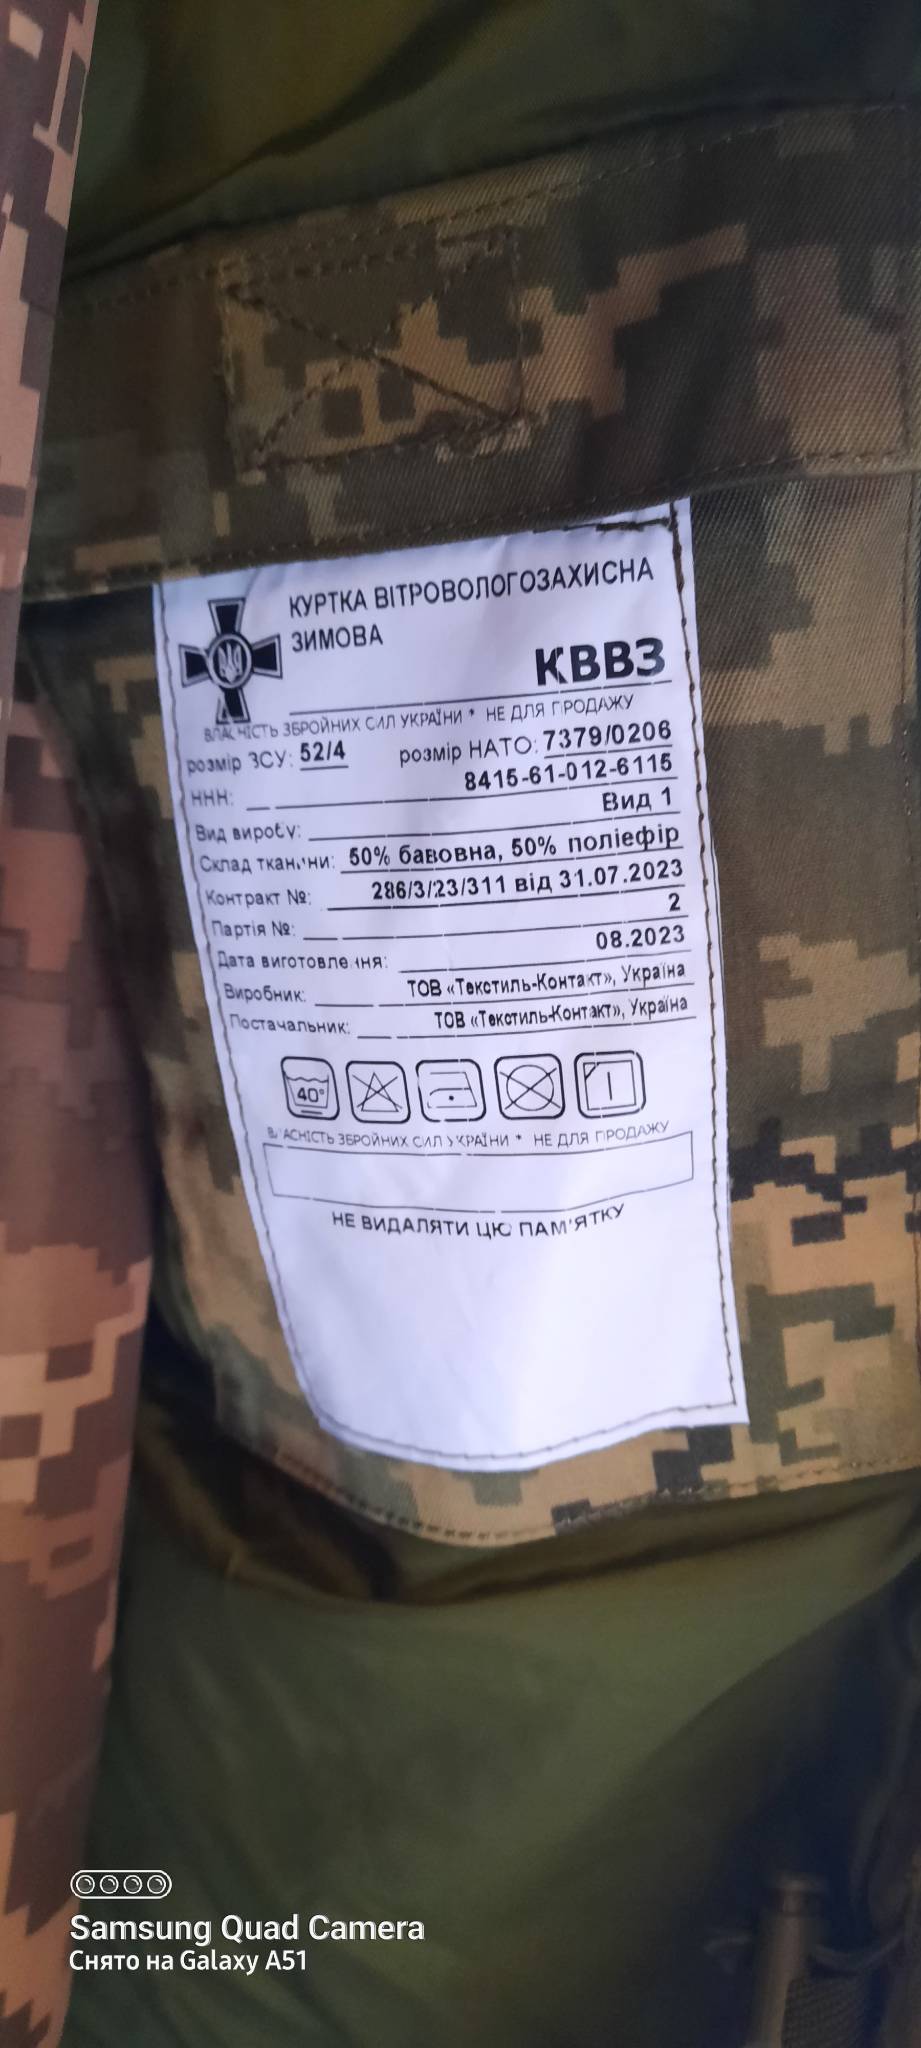 КУРТКА ВІТРОВОЛОГОЗАХИСНА
ЗИМОВА
КВВЗ
ВЛАСНІСТЬ ЗБРОЙНИХ СИЛ УКРАЇНИ * НЕ ДЛЯ ПРОДАЖУ
розмір ЗСУ: 52/4 розмір НАТО: 7379/0206
ННН: 8415-61-012-6115
Вид виробу: Вид 1
Склад тканини: 50% бавовна, 50% поліефір
Контракт №: 286/3/23/311 від 31.07.2023
Партія №: 2
Дата виготовлення: 08.2023
Виробник: ТОВ «Текстиль-Контакт», Україна
Постачальник: ТОВ «Текстиль-Контакт», Україна
40°
ВЛАСНІСТЬ ЗБРОЙНИХ СИЛ УКРАЇНИ * НЕ ДЛЯ ПРОДАЖУ
НЕ ВИДАЛЯТИ ЦЮ ПАМ'ЯТКУ
Samsung Quad Camera
Снято на Galaxy A51